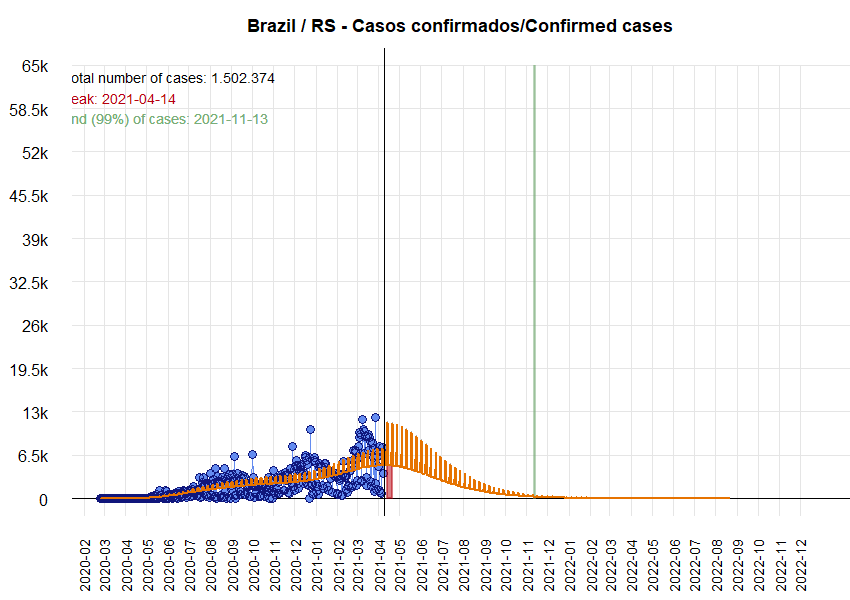 Brazil / RS - Casos confirmados/Confirmed cases
65k
58.5k
52k
45.5k
39k
32.5k
26k
19.5k
13k
6.5k
0
otal number of cases: 1.502.374
eak: 2021-04-14
nd (99%) of cases: 2021-11-13
2020-02
2020-03
2020-04
2020-05
2020-06
2020-07
2020-08
2020-09
2020-10
2020-11
2020-12
2021-01
2021-02
2021-03
2021-04
2021-05
2021-06
2021-07
2021-08
2021-09
2021-10
2021-11
2021-12
2022-01
2022-02
2022-03
2022-04
2022-05
2022-06
2022-07
2022-08
2022-09
2022-10
2022-11
2022-12